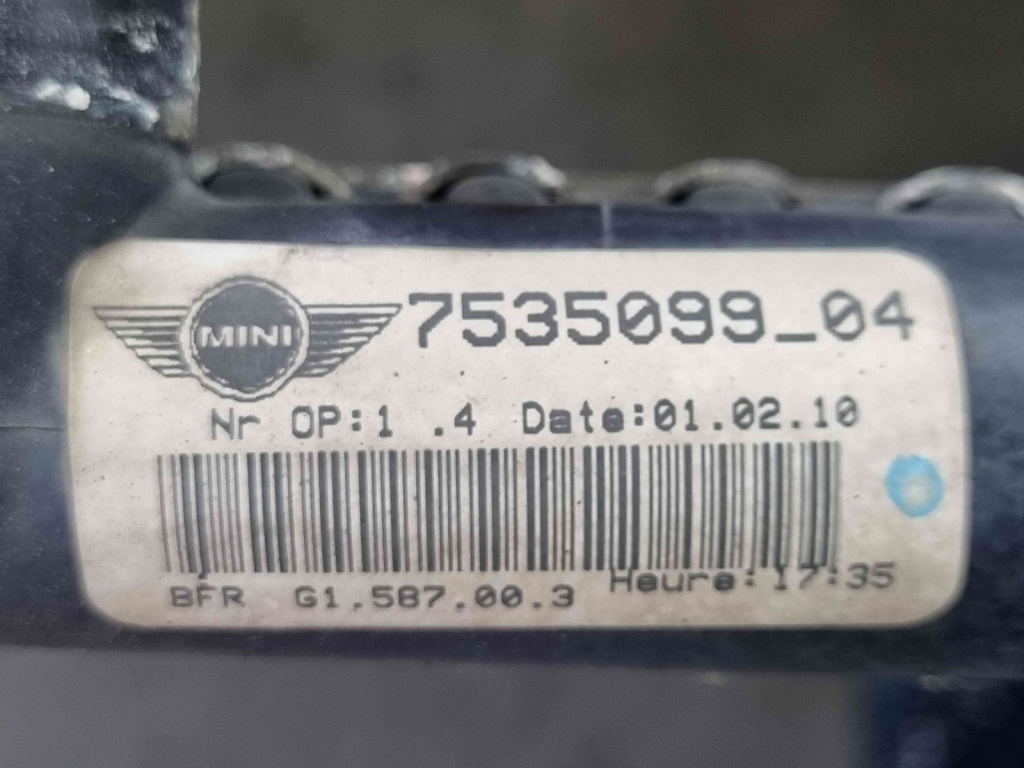 MINI 7535099_04
Nr OP:1 .4 Date:01.02.10
BFR G1.587.00.3 Heure:17:35